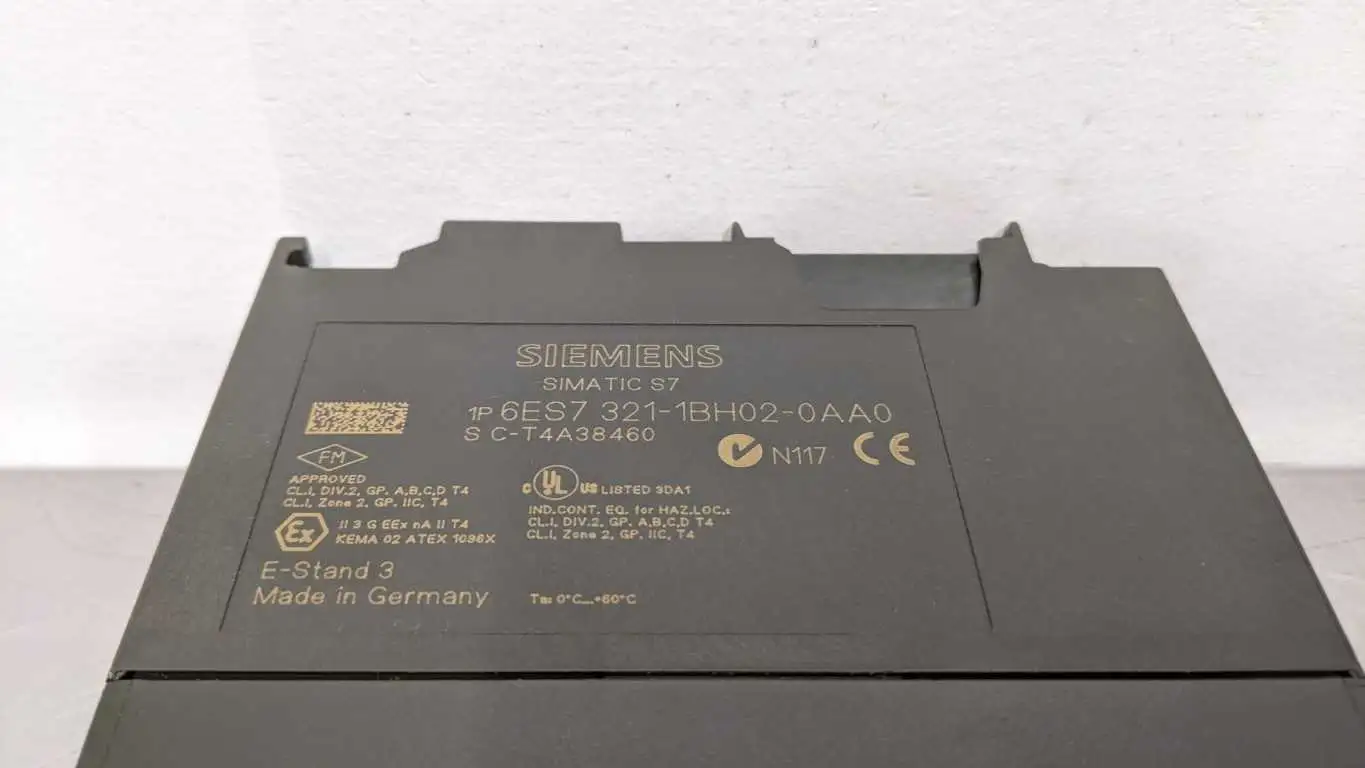 SIEMENS
SIMATIC S7
1P 6ES7 321-1BH02-0AA0
S C-T4A38460
N117 CE
FM
APPROVED
CL.I, DIV.2, GP. A,B,C,D T4
CL.I, Zone 2, GP. IIC, T4
Ex
II 3 G EEx nA II T4
KEMA 02 ATEX 1096X
C UL US LISTED 3DA1
IND.CONT. EQ. for HAZ.LOC.:
CL.I, DIV.2, GP. A,B,C,D T4
CL.I, Zone 2, GP. IIC, T4
E-Stand 3
Made in Germany
Ta: 0°C...+60°C